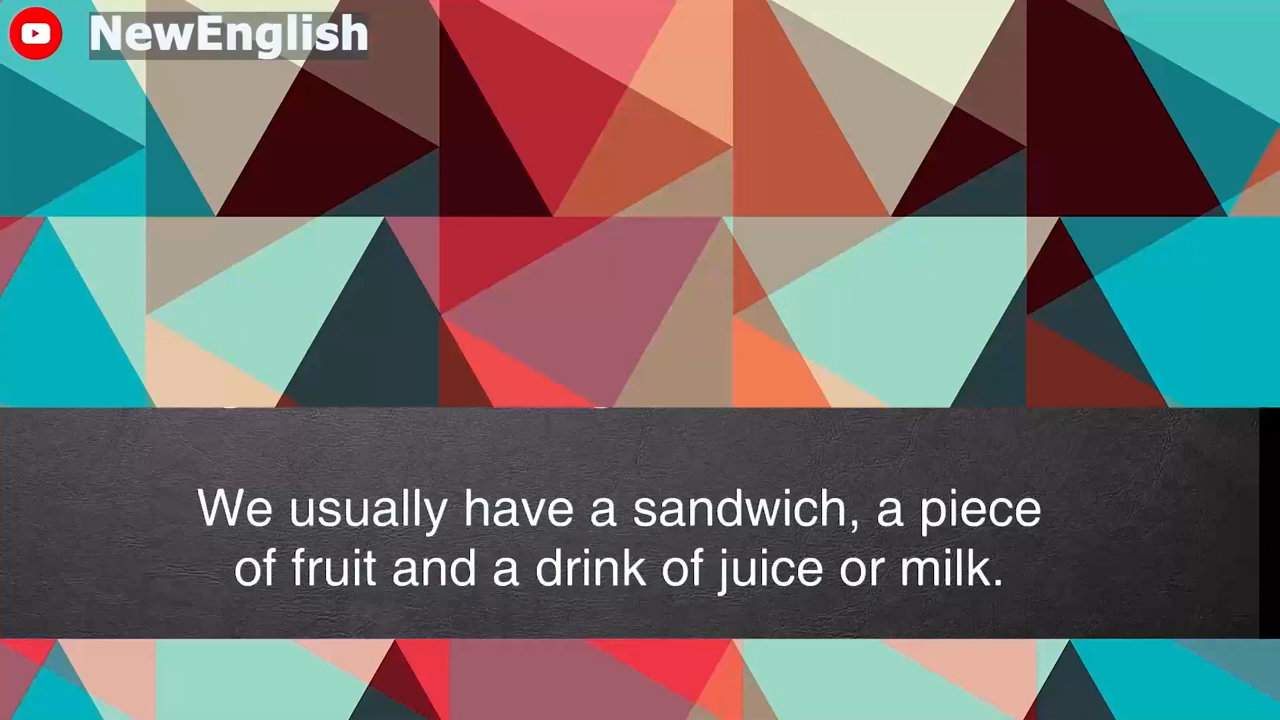 NewEnglish
We usually have a sandwich, a piece
of fruit and a drink of juice or milk.